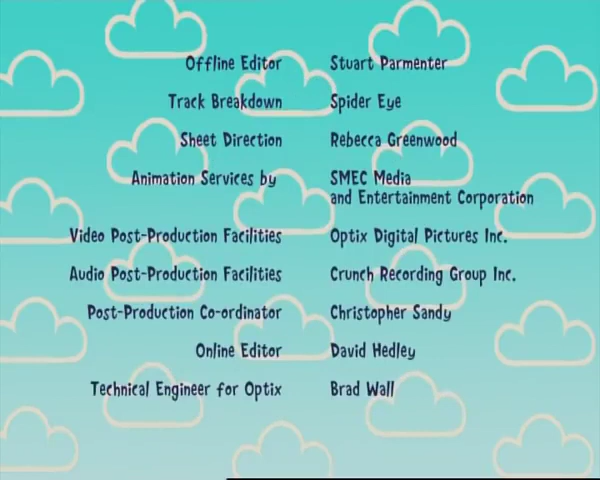 Offline Editor Stuart Parmenter
Track Breakdown Spider Eye
Sheet Direction Rebecca Greenwood
Animation Services by SMEC Media
and Entertainment Corporation
Video Post-Production Facilities Optix Digital Pictures Inc.
Audio Post-Production Facilities Crunch Recording Group Inc.
Post-Production Co-ordinator Christopher Sandy
Online Editor David Hedley
Technical Engineer for Optix Brad Wall